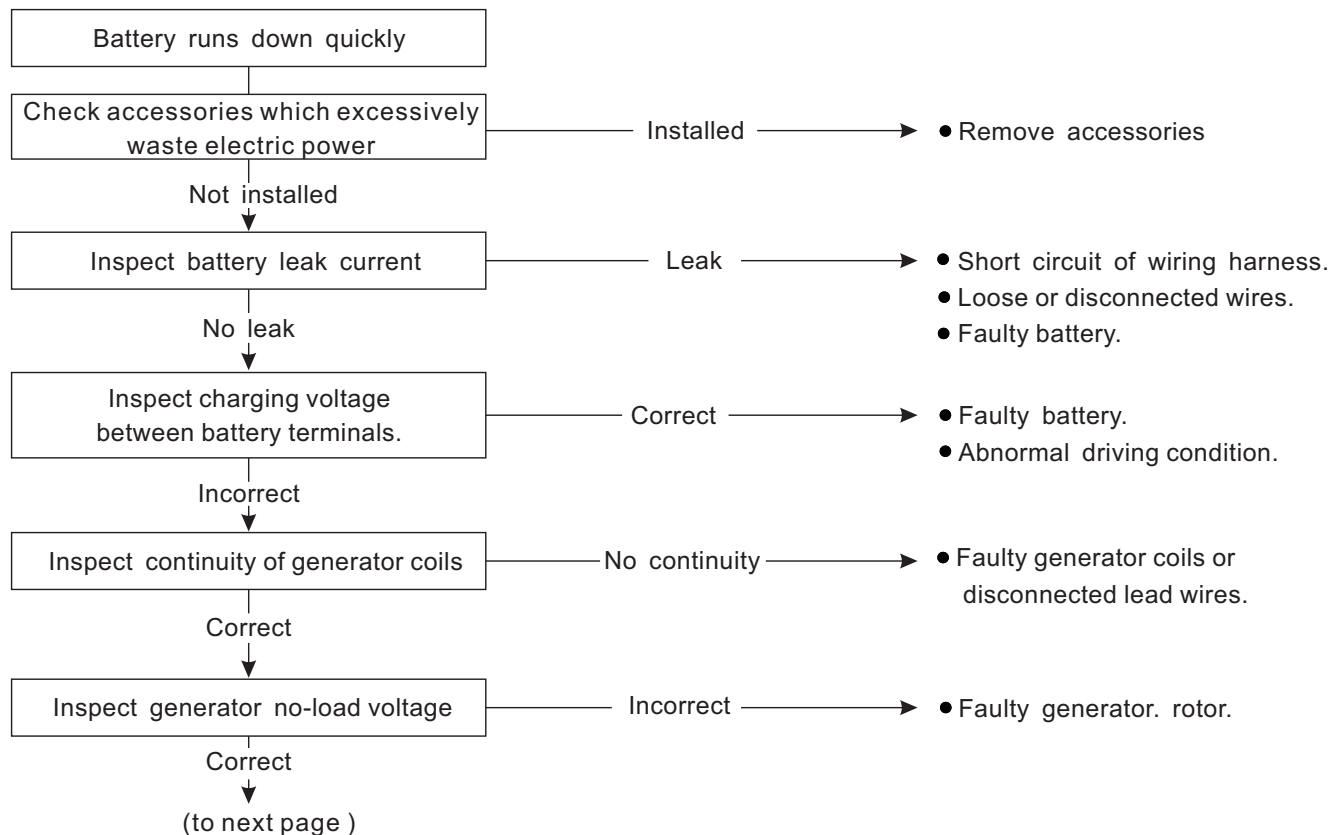 Battery runs down quickly
Check accessories which excessively
waste electric power
Installed
● Remove accessories
Not installed
Inspect battery leak current
Leak
● Short circuit of wiring harness.
● Loose or disconnected wires.
● Faulty battery.
No leak
Inspect charging voltage
between battery terminals.
Correct
● Faulty battery.
● Abnormal driving condition.
Incorrect
Inspect continuity of generator coils
No continuity
● Faulty generator coils or
disconnected lead wires.
Correct
Inspect generator no-load voltage
Incorrect
● Faulty generator. rotor.
Correct
(to next page )